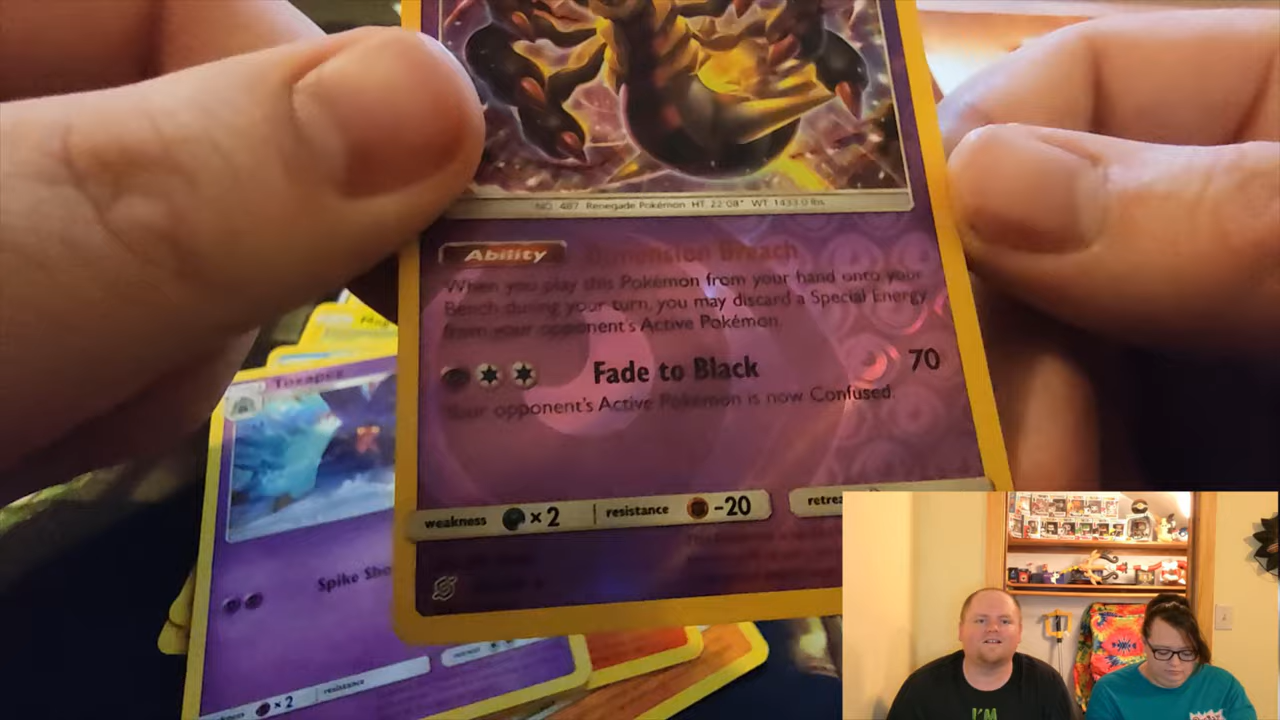 NO. 487 Renegade Pokémon HT: 22'08" WT: 1433.0 lbs
Ability Dimension Breach
When you play this Pokémon from your hand onto your
Bench during your turn, you may discard a Special Energy
from your opponent's Active Pokémon.
Fade to Black 70
Your opponent's Active Pokémon is now Confused.
weakness ×2 resistance -20
Toxapex
Spike
weakness ×2 resistance
I'M